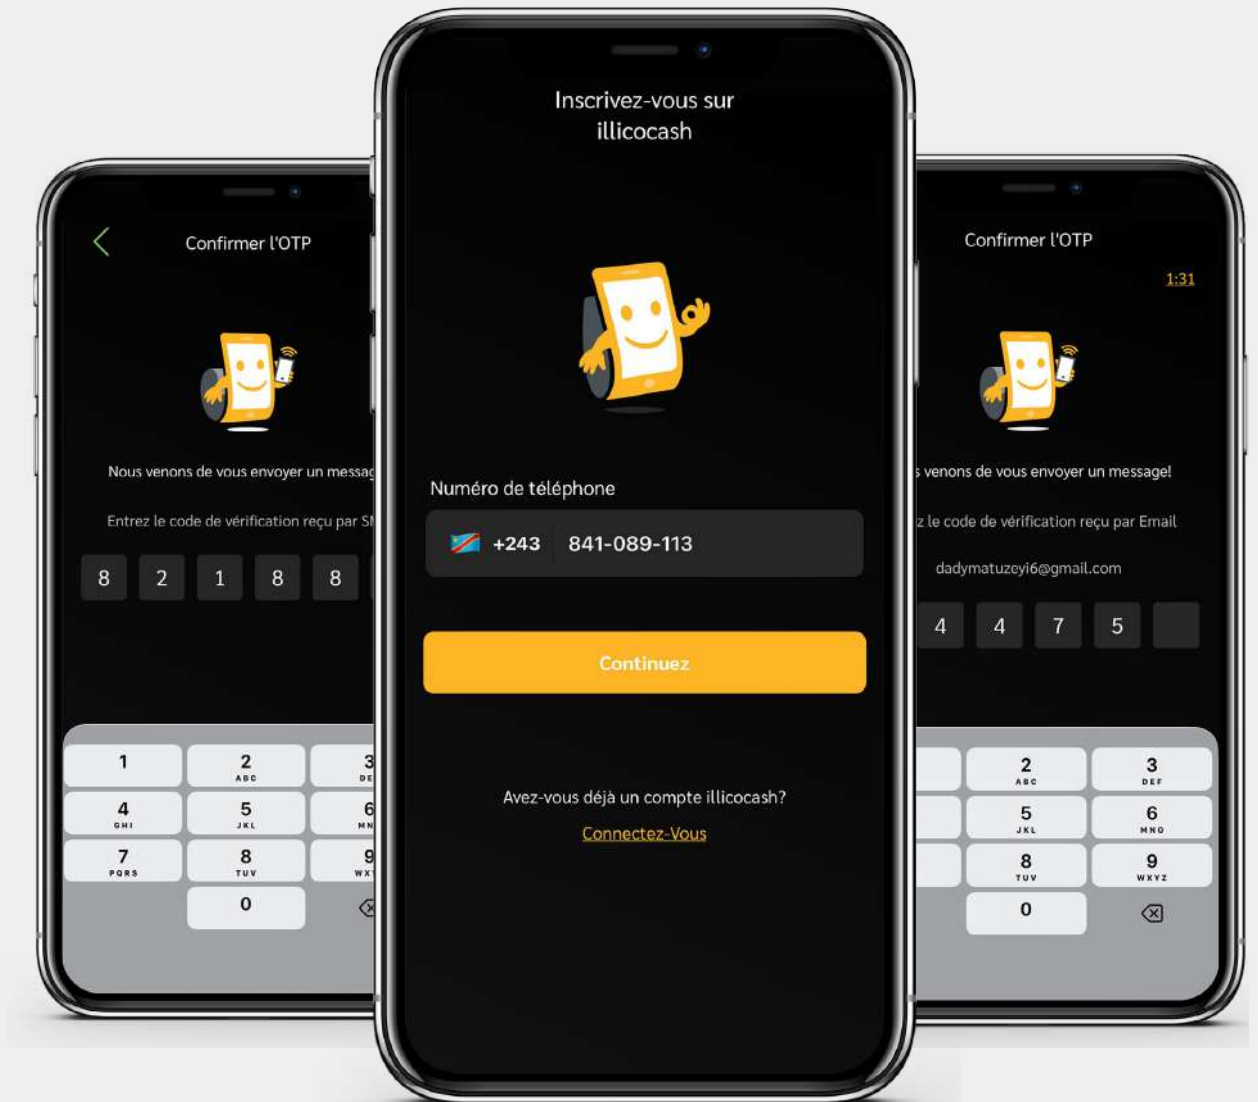 Confirmer l'OTP
Nous venons de vous envoyer un
Entrez le code de vérification reçu par
8 2 1 8 8
1
2
ABC
3
4
GHI
5
JKL
6
7
PQRS
8
TUV
9
0
Inscrivez-vous sur
illicocash
Numéro de téléphone
+243 841-089-113
Continuez
Avez-vous déjà un compte illicocash?
Connectez-Vous
Confirmer l'OTP
1:31
venons de vous envoyer un message!
le code de vérification reçu par Email
dadymatuzeyi6@gmail.com
4 4 7 5
2
ABC
3
DEF
5
JKL
6
MNO
8
TUV
9
WXYZ
0